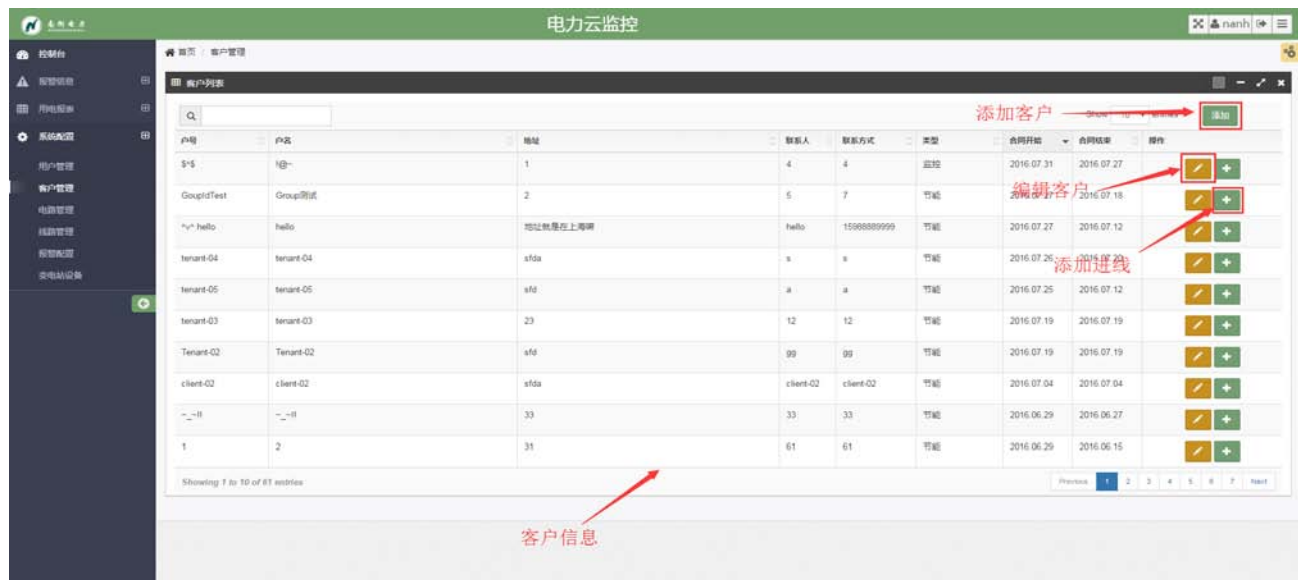 电力云监控
nanh
控制台
首页 / 客户管理
报警信息
客户列表
用电报表
添加客户
添加
系统配置
户号 户名 地址 联系人 联系方式 类型 合同开始 合同结束 操作
用户管理
$^$ !@~ 1 4 4 监控 2016.07.31 2016.07.27
客户管理
编辑客户
GoupIdTest Group测试 2 5 7 节能 2016.07.18
电路管理
线路管理
^v^ hello hello 地址就是在上海啊 hello 15988889999 节能 2016.07.27 2016.07.12
报警配置
添加进线
tenant-04 tenant-04 sfda s s 节能 2016.07.26
变电站设备
tenant-05 tenant-05 sfd a a 节能 2016.07.25 2016.07.12
tenant-03 tenant-03 23 12 12 节能 2016.07.19 2016.07.19
Tenant-02 Tenant-02 sfd gg gg 节能 2016.07.19 2016.07.19
client-02 client-02 sfda client-02 client-02 节能 2016.07.04 2016.07.04
33 33 33 节能 2016.06.29 2016.06.27
1 2 31 61 61 节能 2016.06.29 2016.06.15
Showing 1 to 10 of 61 entries
Previous 1 2 3 4 5 6 7 Next
客户信息